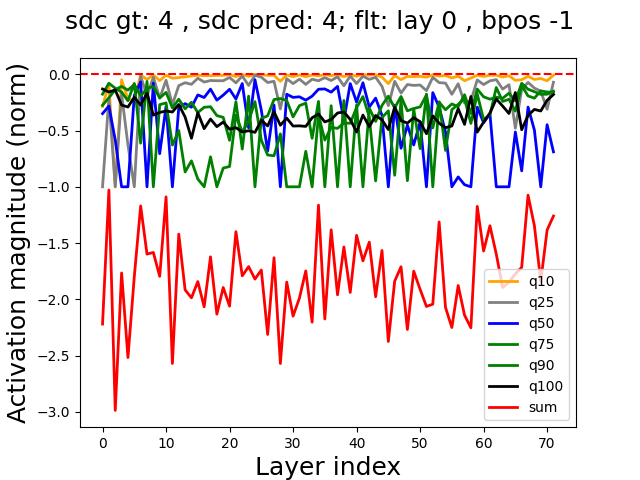 sdc gt: 4 , sdc pred: 4; flt: lay 0 , bpos -1
Activation magnitude (norm)
0.0
−0.5
−1.0
−1.5
−2.0
−2.5
−3.0
q10
q25
q50
q75
q90
q100
sum
0 10 20 30 40 50 60 70
Layer index